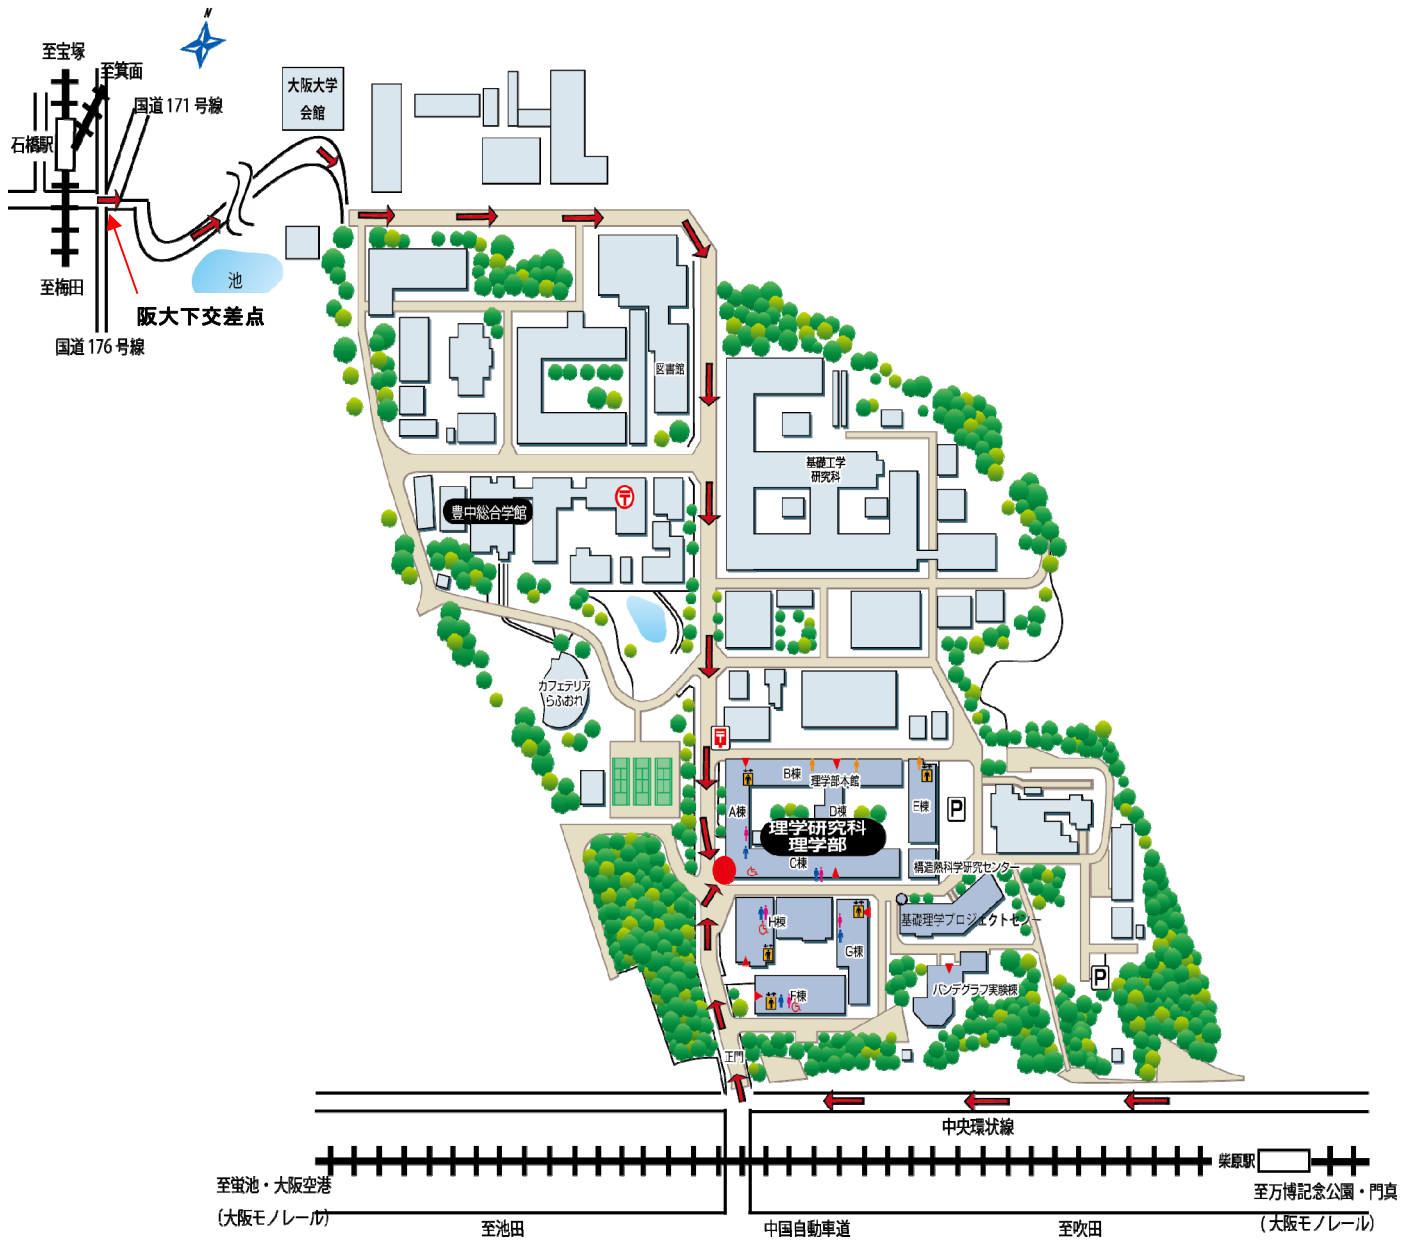 N
至宝塚
至箕面
国道171号線
石橋駅
大阪大学
会館
至梅田
池
阪大下交差点
国道176号線
図書館
基礎工学
研究科
豊中総合学館
カフェテリア
らふおれ
B棟
理学部本館
A棟
D棟
E棟
P
理学研究科
理学部
C棟
構造熱科学研究センター
H棟
基礎理学プロジェクトセンター
G棟
P
バンデグラフ実験棟
F棟
正門
中央環状線
柴原駅
至蛍池・大阪空港
(大阪モノレール)
至万博記念公園・門真
(大阪モノレール)
至池田
中国自動車道
至吹田